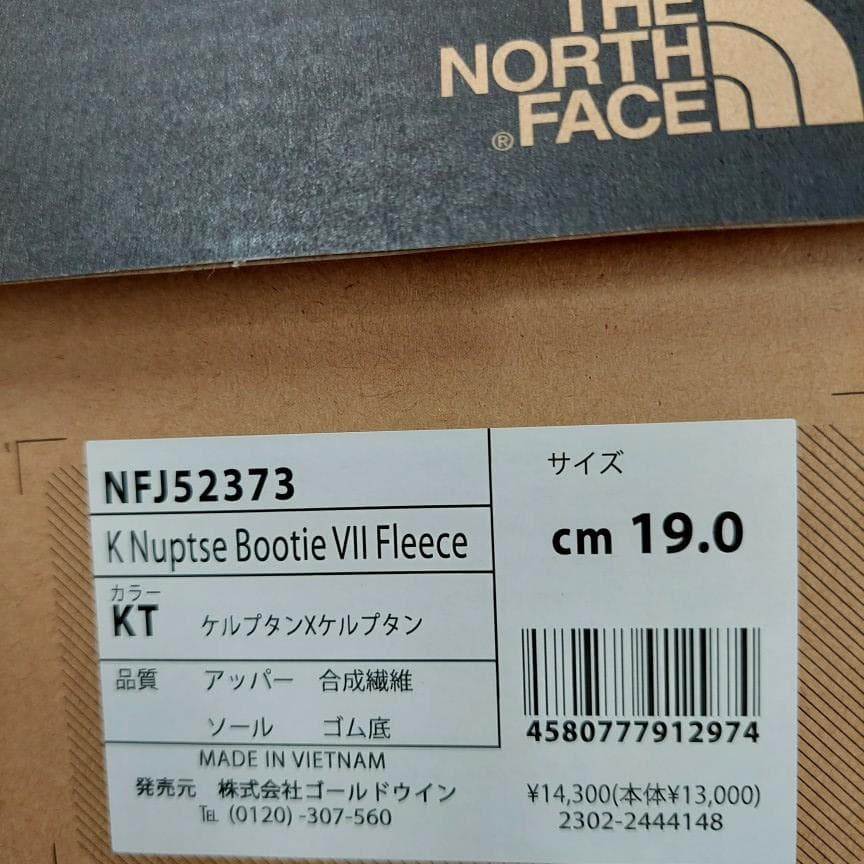 THE
NORTH
FACE
®
NFJ52373
K Nuptse Bootie VII Fleece
カラー
KT ケルプタンXケルプタン
品質 アッパー 合成繊維
ソール ゴム底
MADE IN VIETNAM
発売元 株式会社ゴールドウイン
TEL (0120) -307-560
サイズ
cm 19.0
4580777912974
¥14,300(本体¥13,000)
2302-2444148